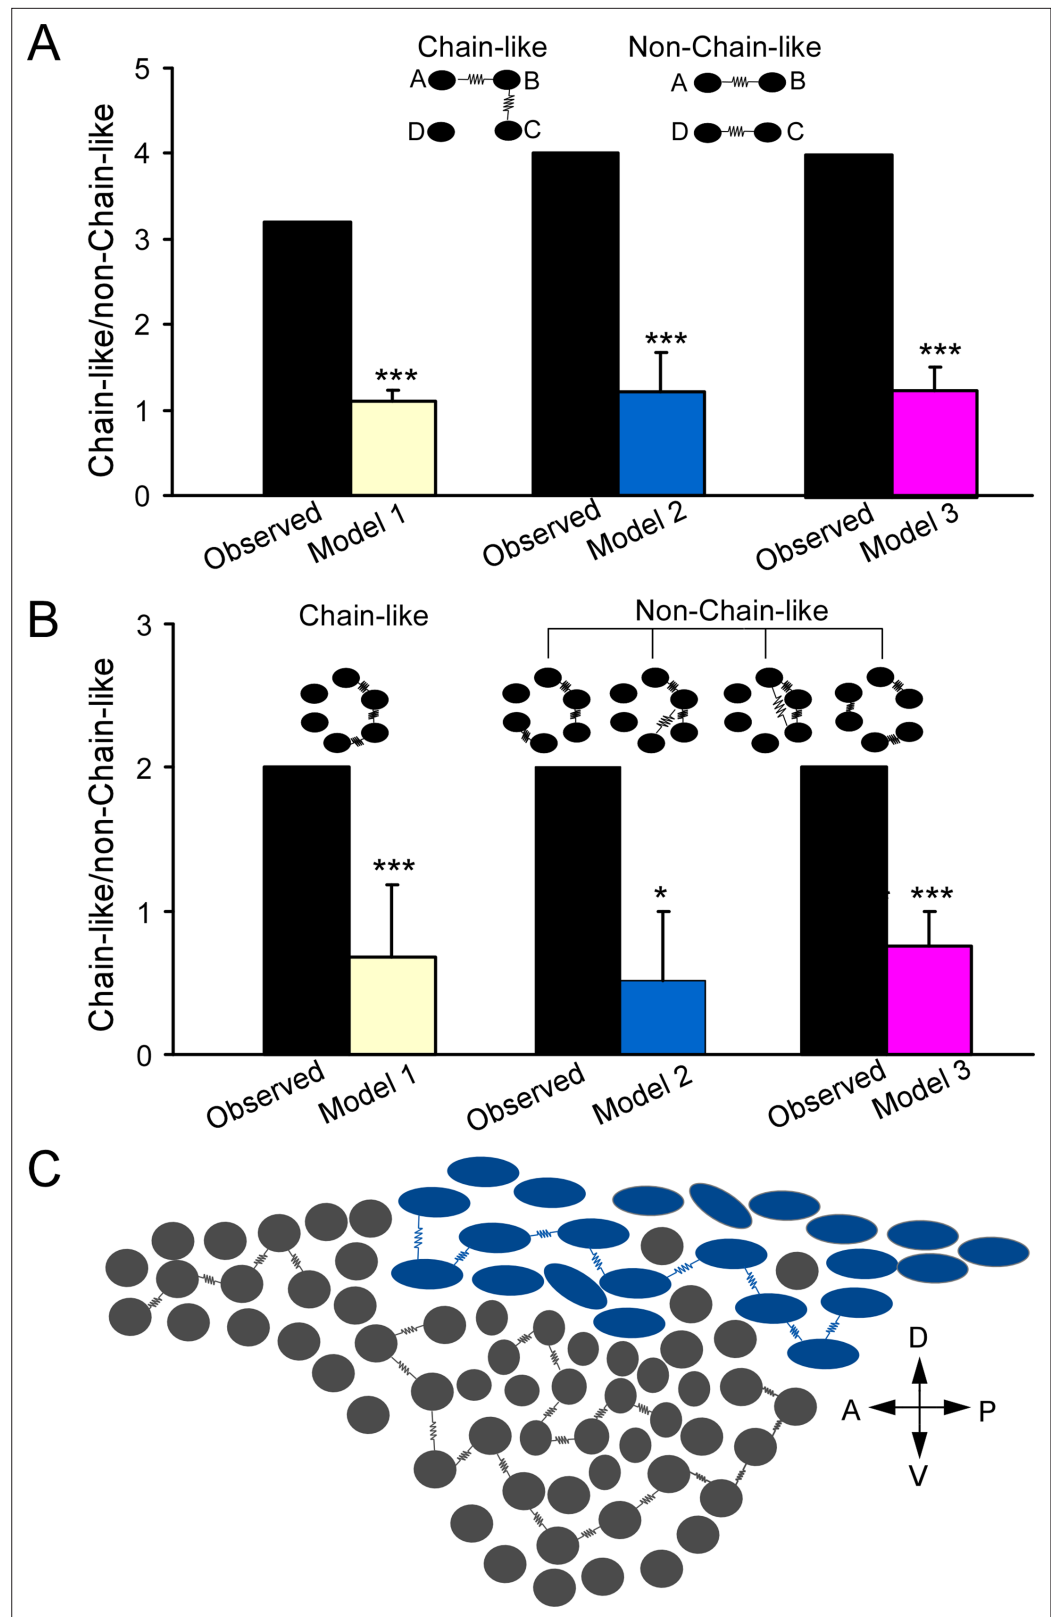 A
Chain-like
Non-Chain-like
A
B
D
C
A
B
D
C
Chain-like/non-Chain-like
5
4
3
2
1
0
***
***
***
Observed
Model 1
Observed
Model 2
Observed
Model 3
B
Chain-like
Non-Chain-like
Chain-like/non-Chain-like
3
2
1
0
***
*
***
Observed
Model 1
Observed
Model 2
Observed
Model 3
C
D
A
P
V